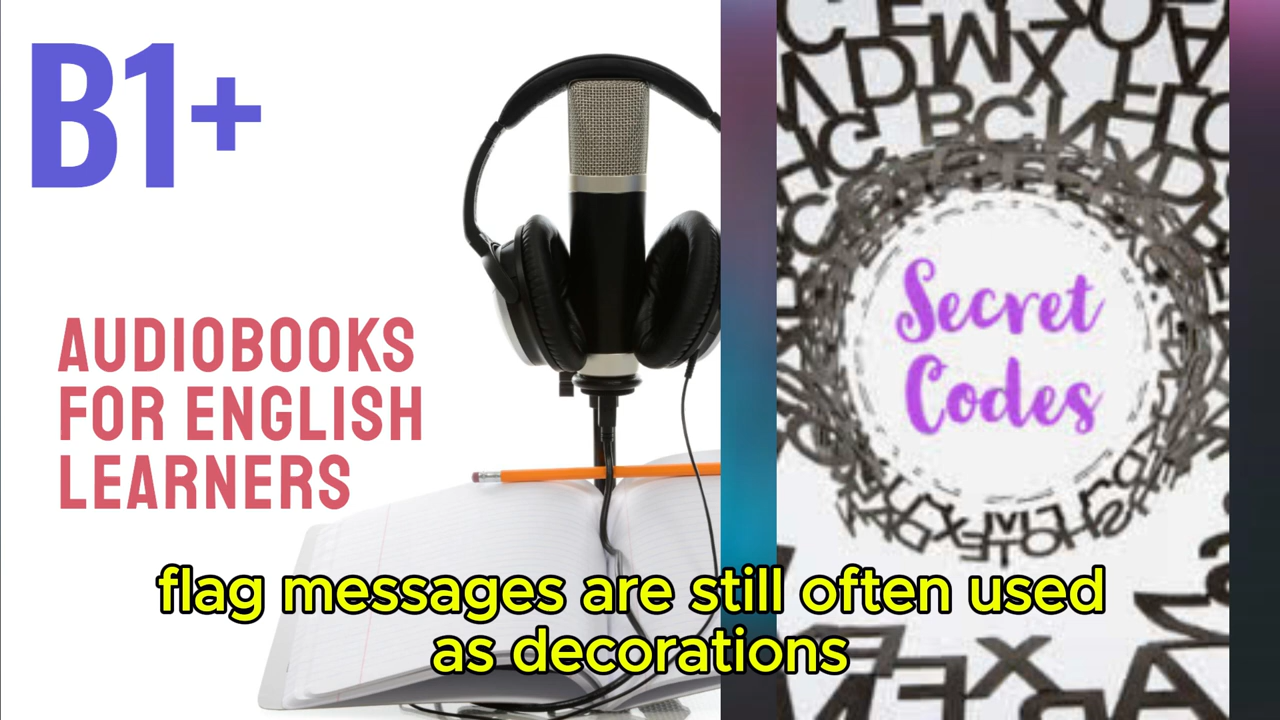 B1+
AUDIOBOOKS
FOR ENGLISH
LEARNERS
Secret
Codes
flag messages are still often used
as decorations